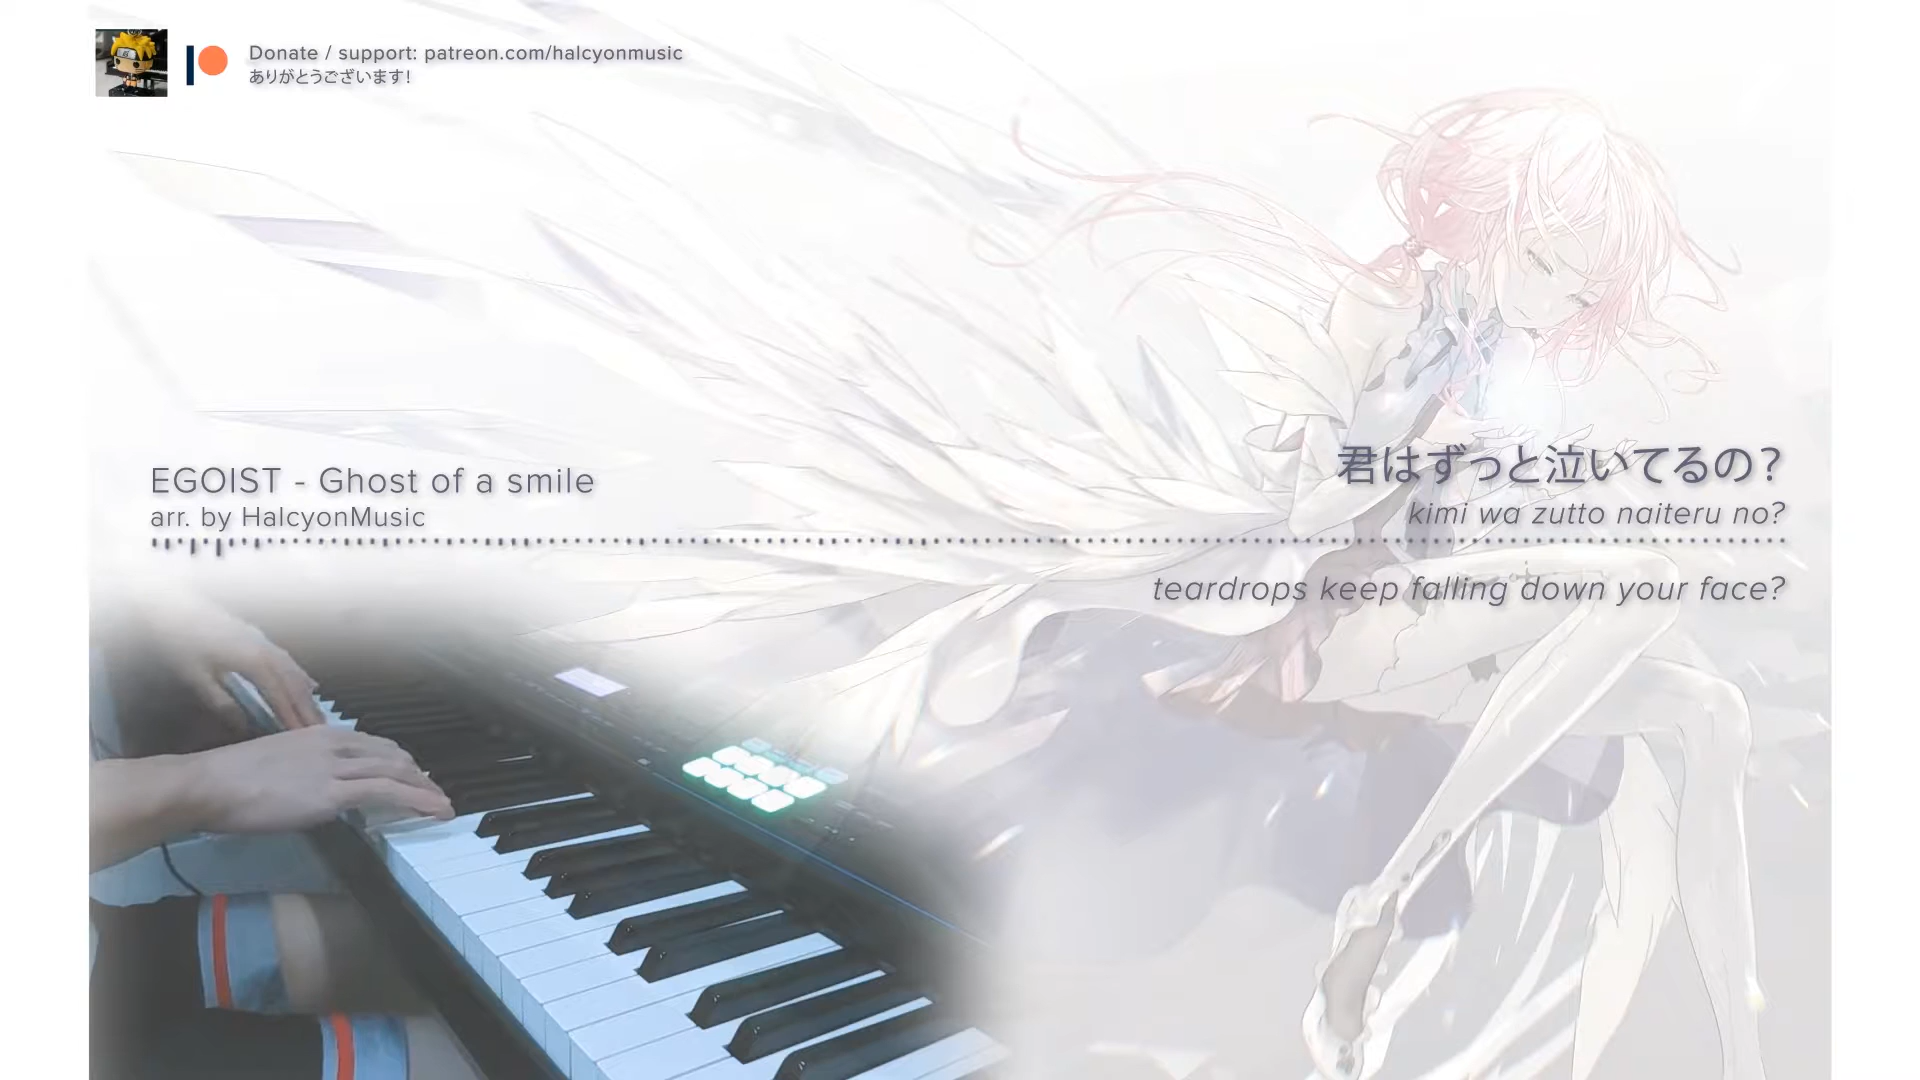 Donate / support: patreon.com/halcyonmusic
ありがとうございます!
EGOIST - Ghost of a smile
arr. by HalcyonMusic
君はずっと泣いてるの?
kimi wa zutto naiteru no?
teardrops keep falling down your face?